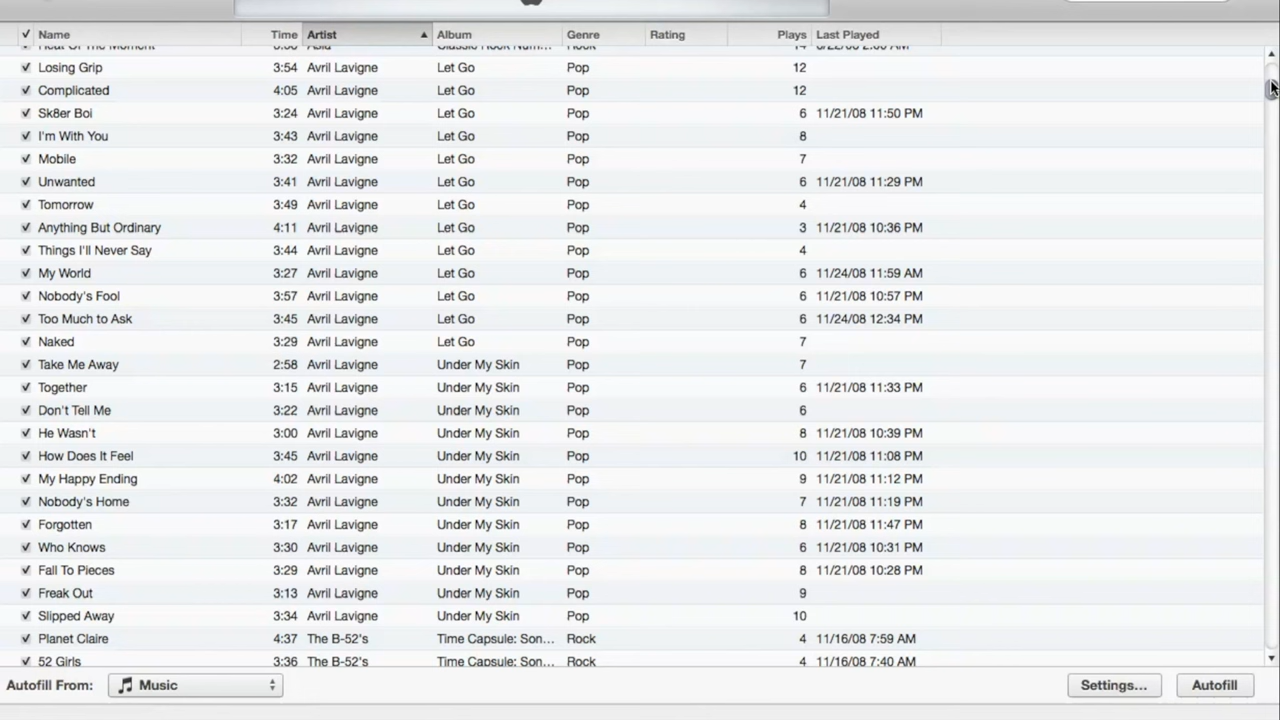 ✓ Name Time Artist ▲ Album Genre Rating Plays Last Played
Heat Of The Moment Asia Classic Rock Num... Rock 14
✓ Losing Grip 3:54 Avril Lavigne Let Go Pop 12
✓ Complicated 4:05 Avril Lavigne Let Go Pop 12
✓ Sk8er Boi 3:24 Avril Lavigne Let Go Pop 6 11/21/08 11:50 PM
✓ I'm With You 3:43 Avril Lavigne Let Go Pop 8
✓ Mobile 3:32 Avril Lavigne Let Go Pop 7
✓ Unwanted 3:41 Avril Lavigne Let Go Pop 6 11/21/08 11:29 PM
✓ Tomorrow 3:49 Avril Lavigne Let Go Pop 4
✓ Anything But Ordinary 4:11 Avril Lavigne Let Go Pop 3 11/21/08 10:36 PM
✓ Things I'll Never Say 3:44 Avril Lavigne Let Go Pop 4
✓ My World 3:27 Avril Lavigne Let Go Pop 6 11/24/08 11:59 AM
✓ Nobody's Fool 3:57 Avril Lavigne Let Go Pop 6 11/21/08 10:57 PM
✓ Too Much to Ask 3:45 Avril Lavigne Let Go Pop 6 11/24/08 12:34 PM
✓ Naked 3:29 Avril Lavigne Let Go Pop 7
✓ Take Me Away 2:58 Avril Lavigne Under My Skin Pop 7
✓ Together 3:15 Avril Lavigne Under My Skin Pop 6 11/21/08 11:33 PM
✓ Don't Tell Me 3:22 Avril Lavigne Under My Skin Pop 6
✓ He Wasn't 3:00 Avril Lavigne Under My Skin Pop 8 11/21/08 10:39 PM
✓ How Does It Feel 3:45 Avril Lavigne Under My Skin Pop 10 11/21/08 11:08 PM
✓ My Happy Ending 4:02 Avril Lavigne Under My Skin Pop 9 11/21/08 11:12 PM
✓ Nobody's Home 3:32 Avril Lavigne Under My Skin Pop 7 11/21/08 11:19 PM
✓ Forgotten 3:17 Avril Lavigne Under My Skin Pop 8 11/21/08 11:47 PM
✓ Who Knows 3:30 Avril Lavigne Under My Skin Pop 6 11/21/08 10:31 PM
✓ Fall To Pieces 3:29 Avril Lavigne Under My Skin Pop 8 11/21/08 10:28 PM
✓ Freak Out 3:13 Avril Lavigne Under My Skin Pop 9
✓ Slipped Away 3:34 Avril Lavigne Under My Skin Pop 10
✓ Planet Claire 4:37 The B-52's Time Capsule: Son... Rock 4 11/16/08 7:59 AM
✓ 52 Girls 3:36 The B-52's Time Capsule: Son... Rock 4 11/16/08 7:40 AM
Autofill From: Music Settings... Autofill